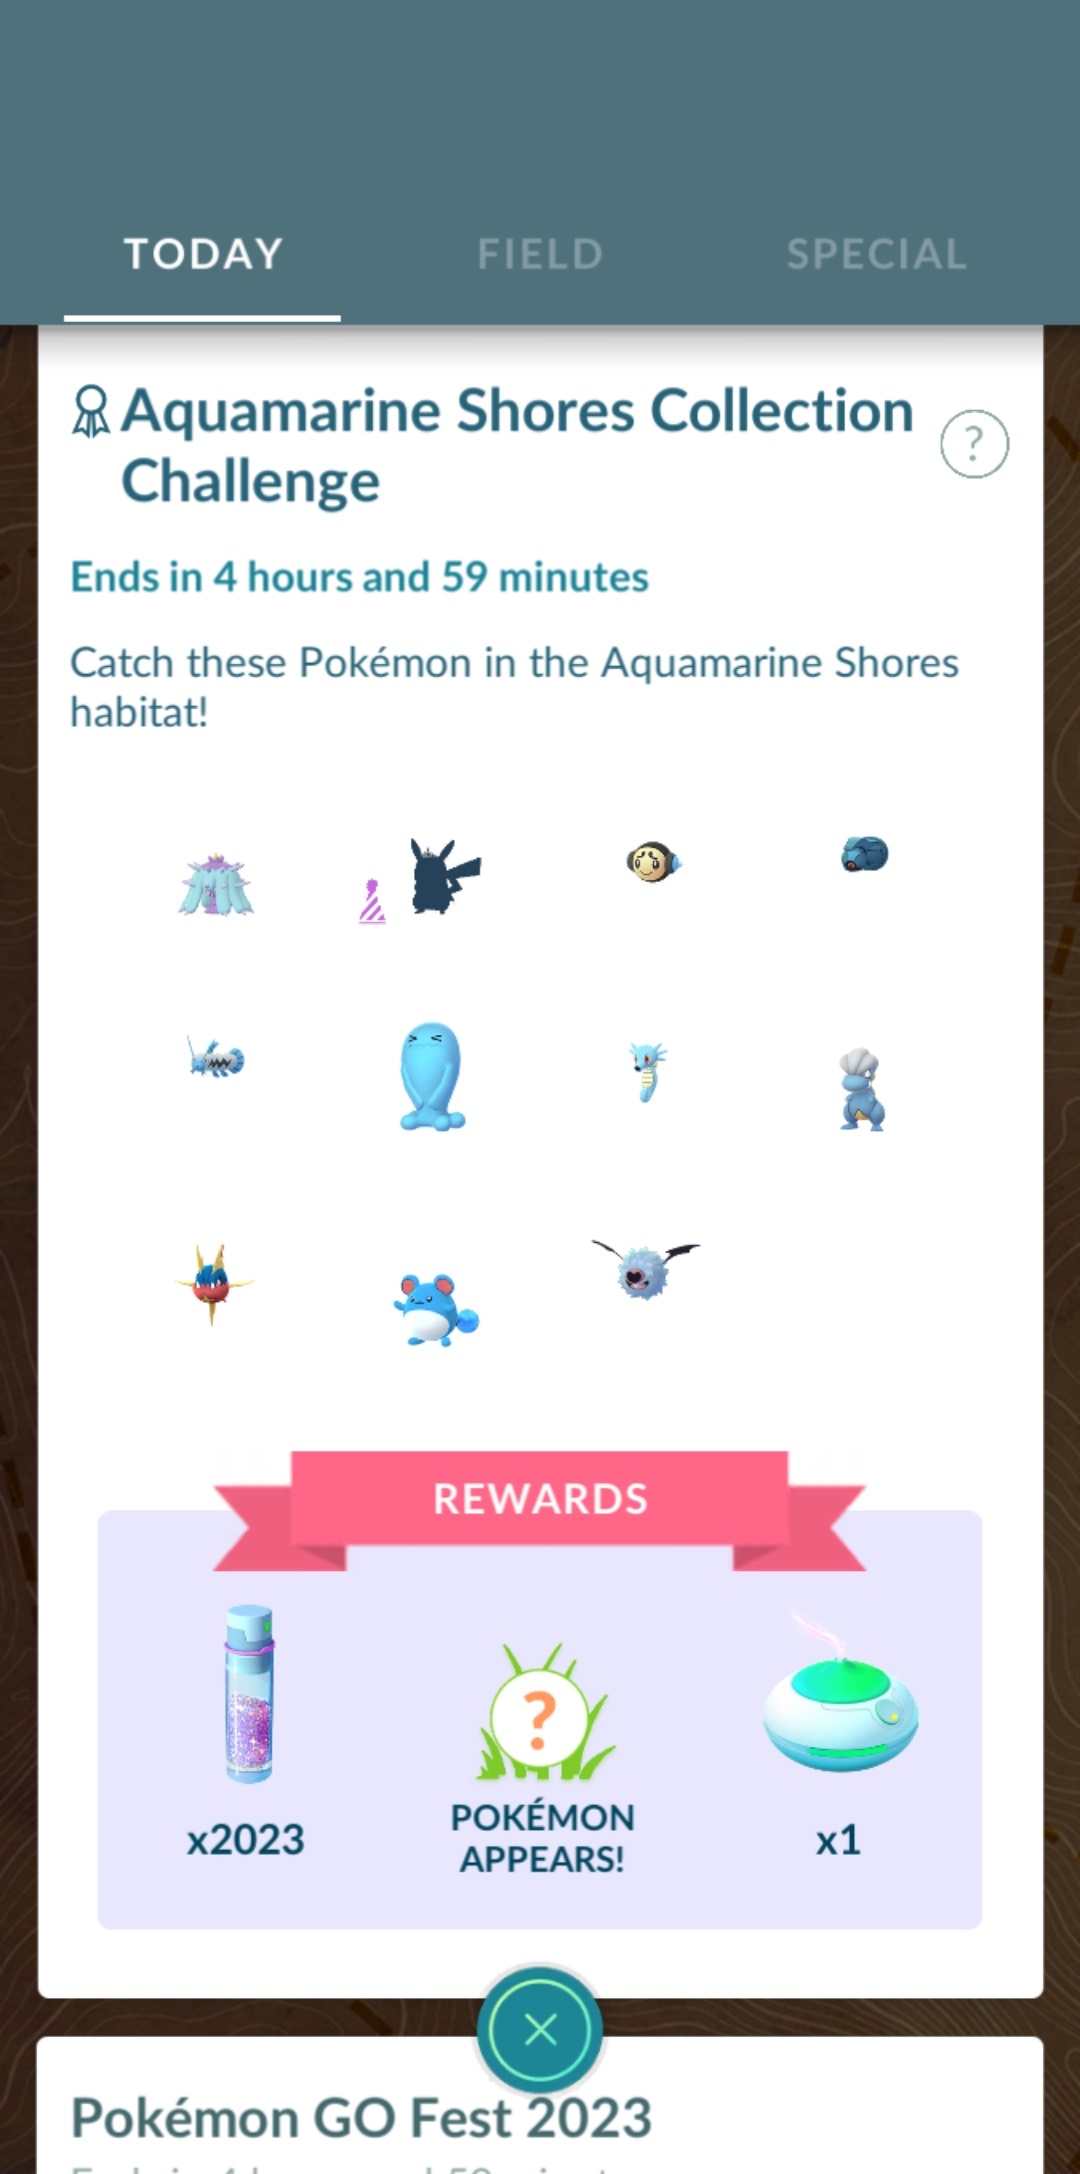 TODAY
FIELD
SPECIAL
Aquamarine Shores Collection
Challenge
?
Ends in 4 hours and 59 minutes
Catch these Pokémon in the Aquamarine Shores
habitat!
REWARDS
?
x2023
POKÉMON
APPEARS!
x1
Pokémon GO Fest 2023